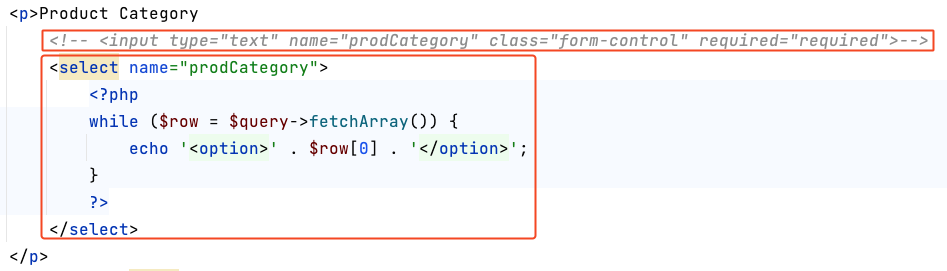 <p>Product Category
<!-- <input type="text" name="prodCategory" class="form-control" required="required">-->
<select name="prodCategory">
<?php
while ($row = $query->fetchArray()) {
echo '<option>' . $row[0] . '</option>';
}
?>
</select>
</p>